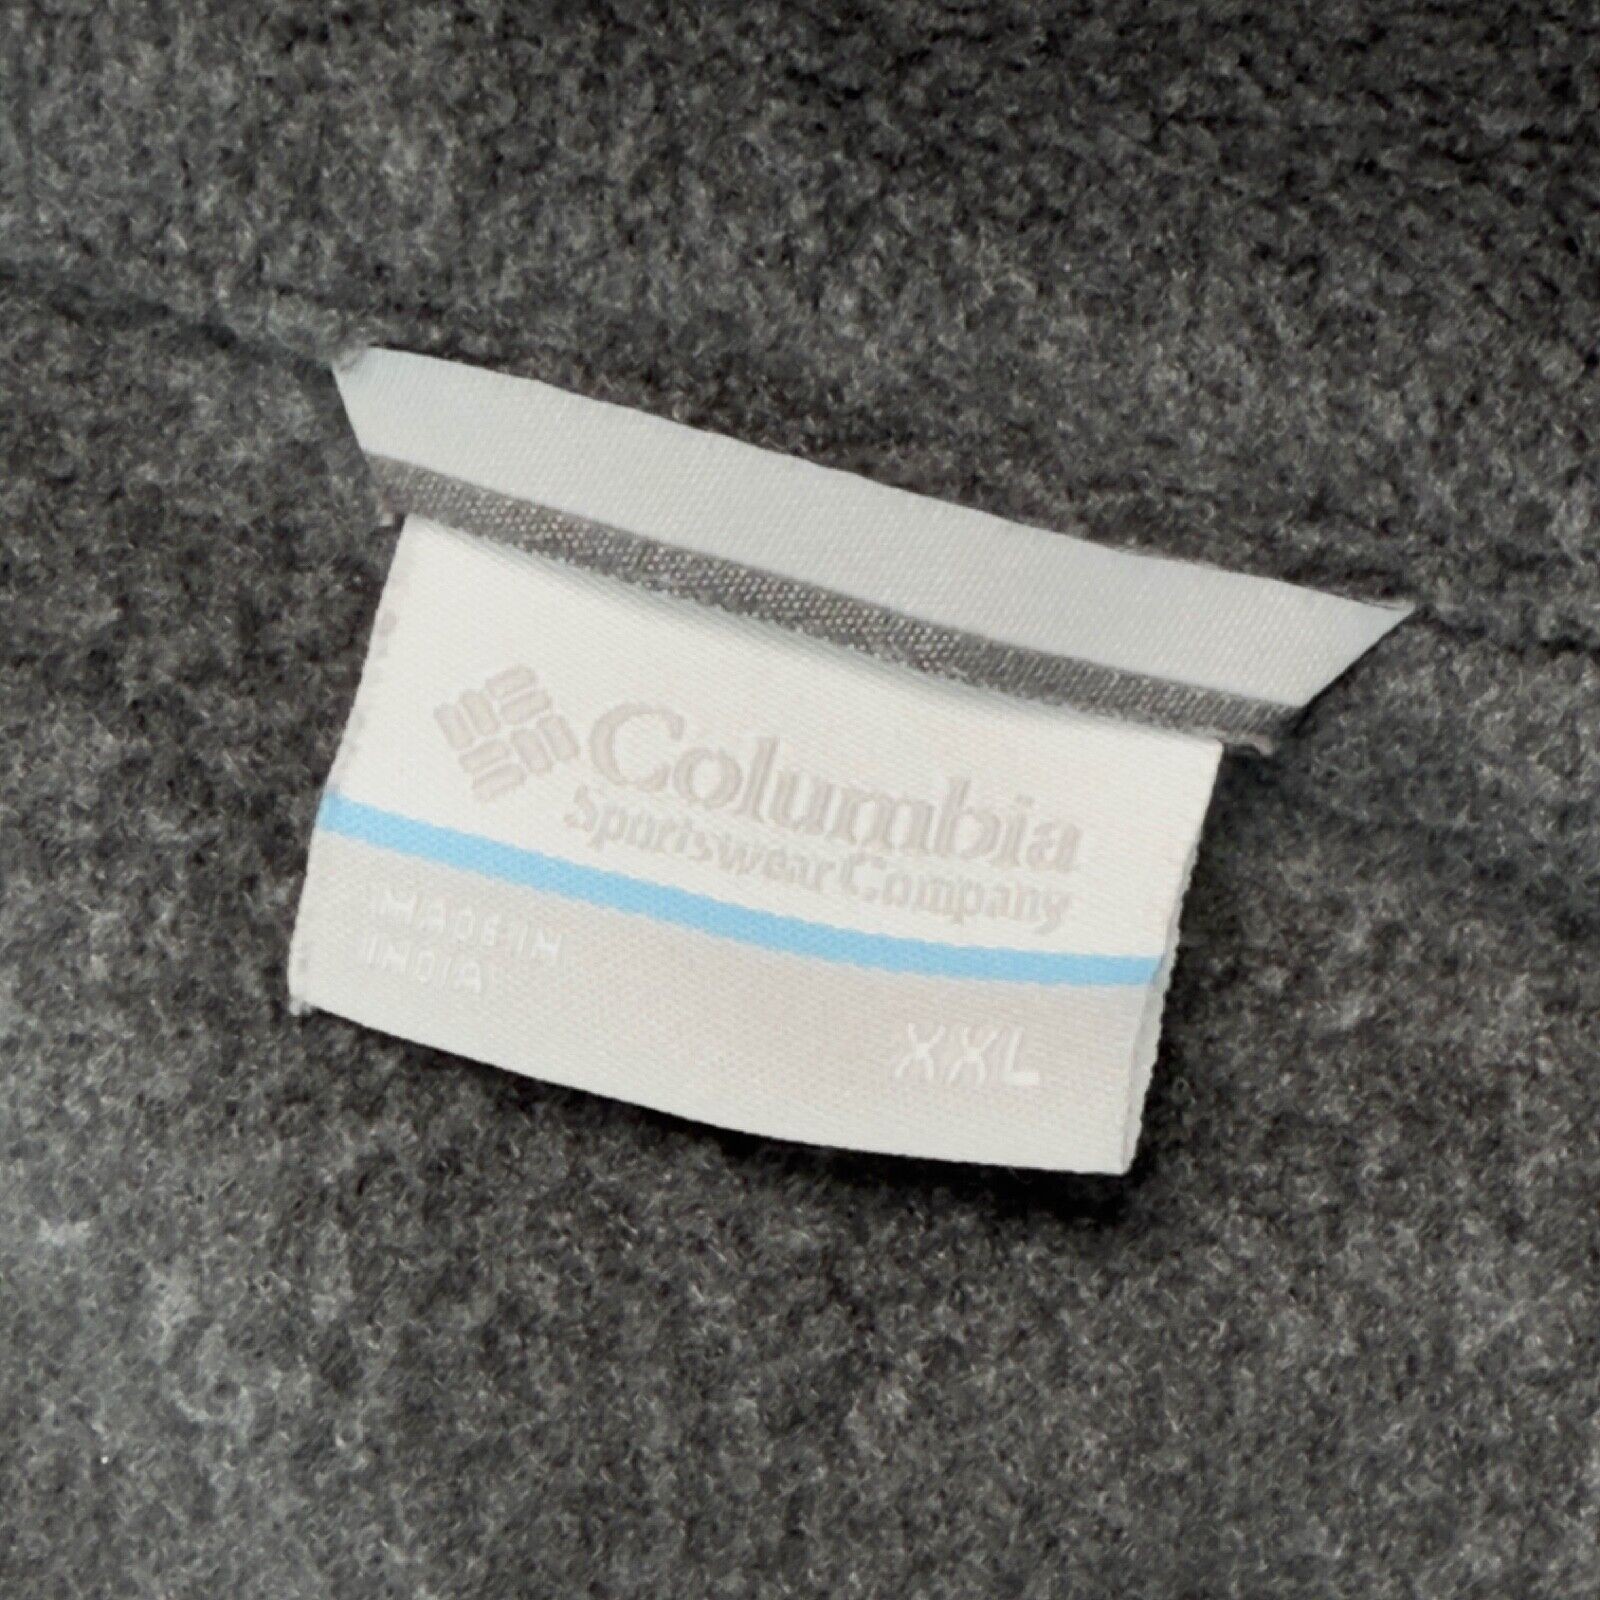 Columbia
Sportswear Company
MADE IN
INDIA
XXL